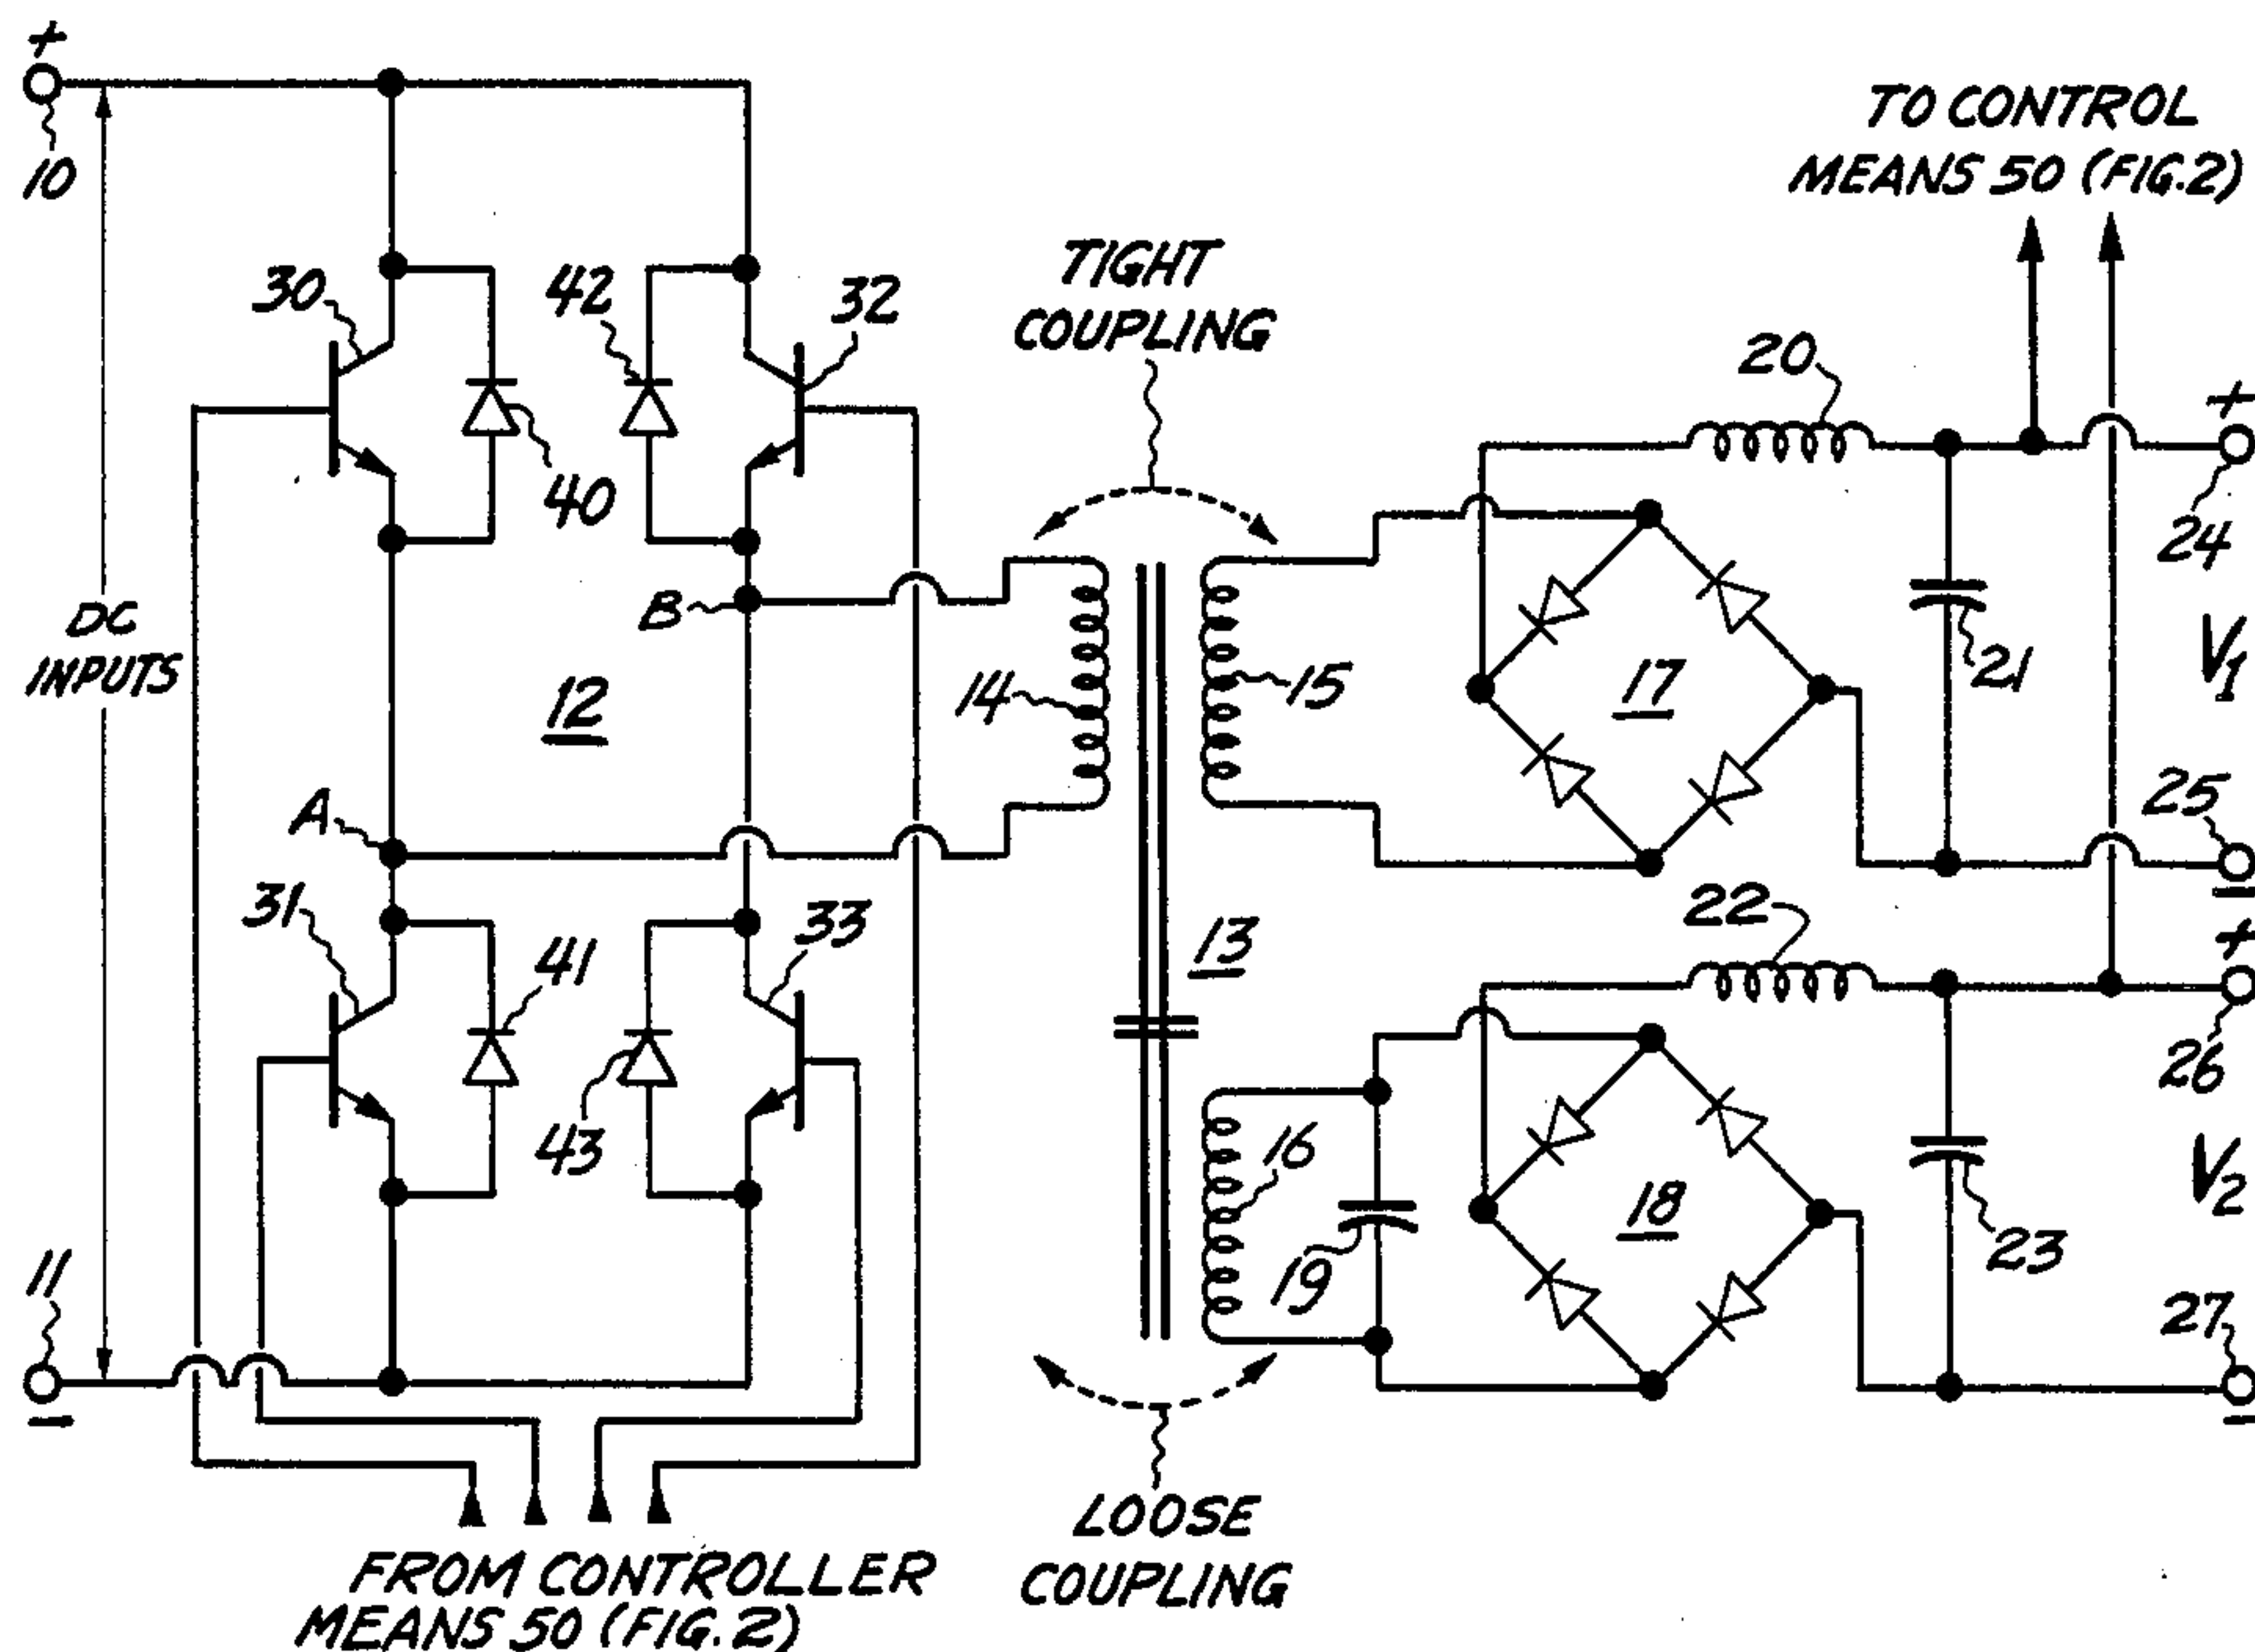 +
10
DC
INPUTS
11
−
30
40
42
32
12
A
B
31
41
43
33
FROM CONTROLLER
MEANS 50 (FIG.2)
TIGHT
COUPLING
14
15
13
16
19
LOOSE
COUPLING
TO CONTROL
MEANS 50 (FIG.2)
20
17
21
+
24
V1
25
−
22
18
23
+
26
V2
27
−